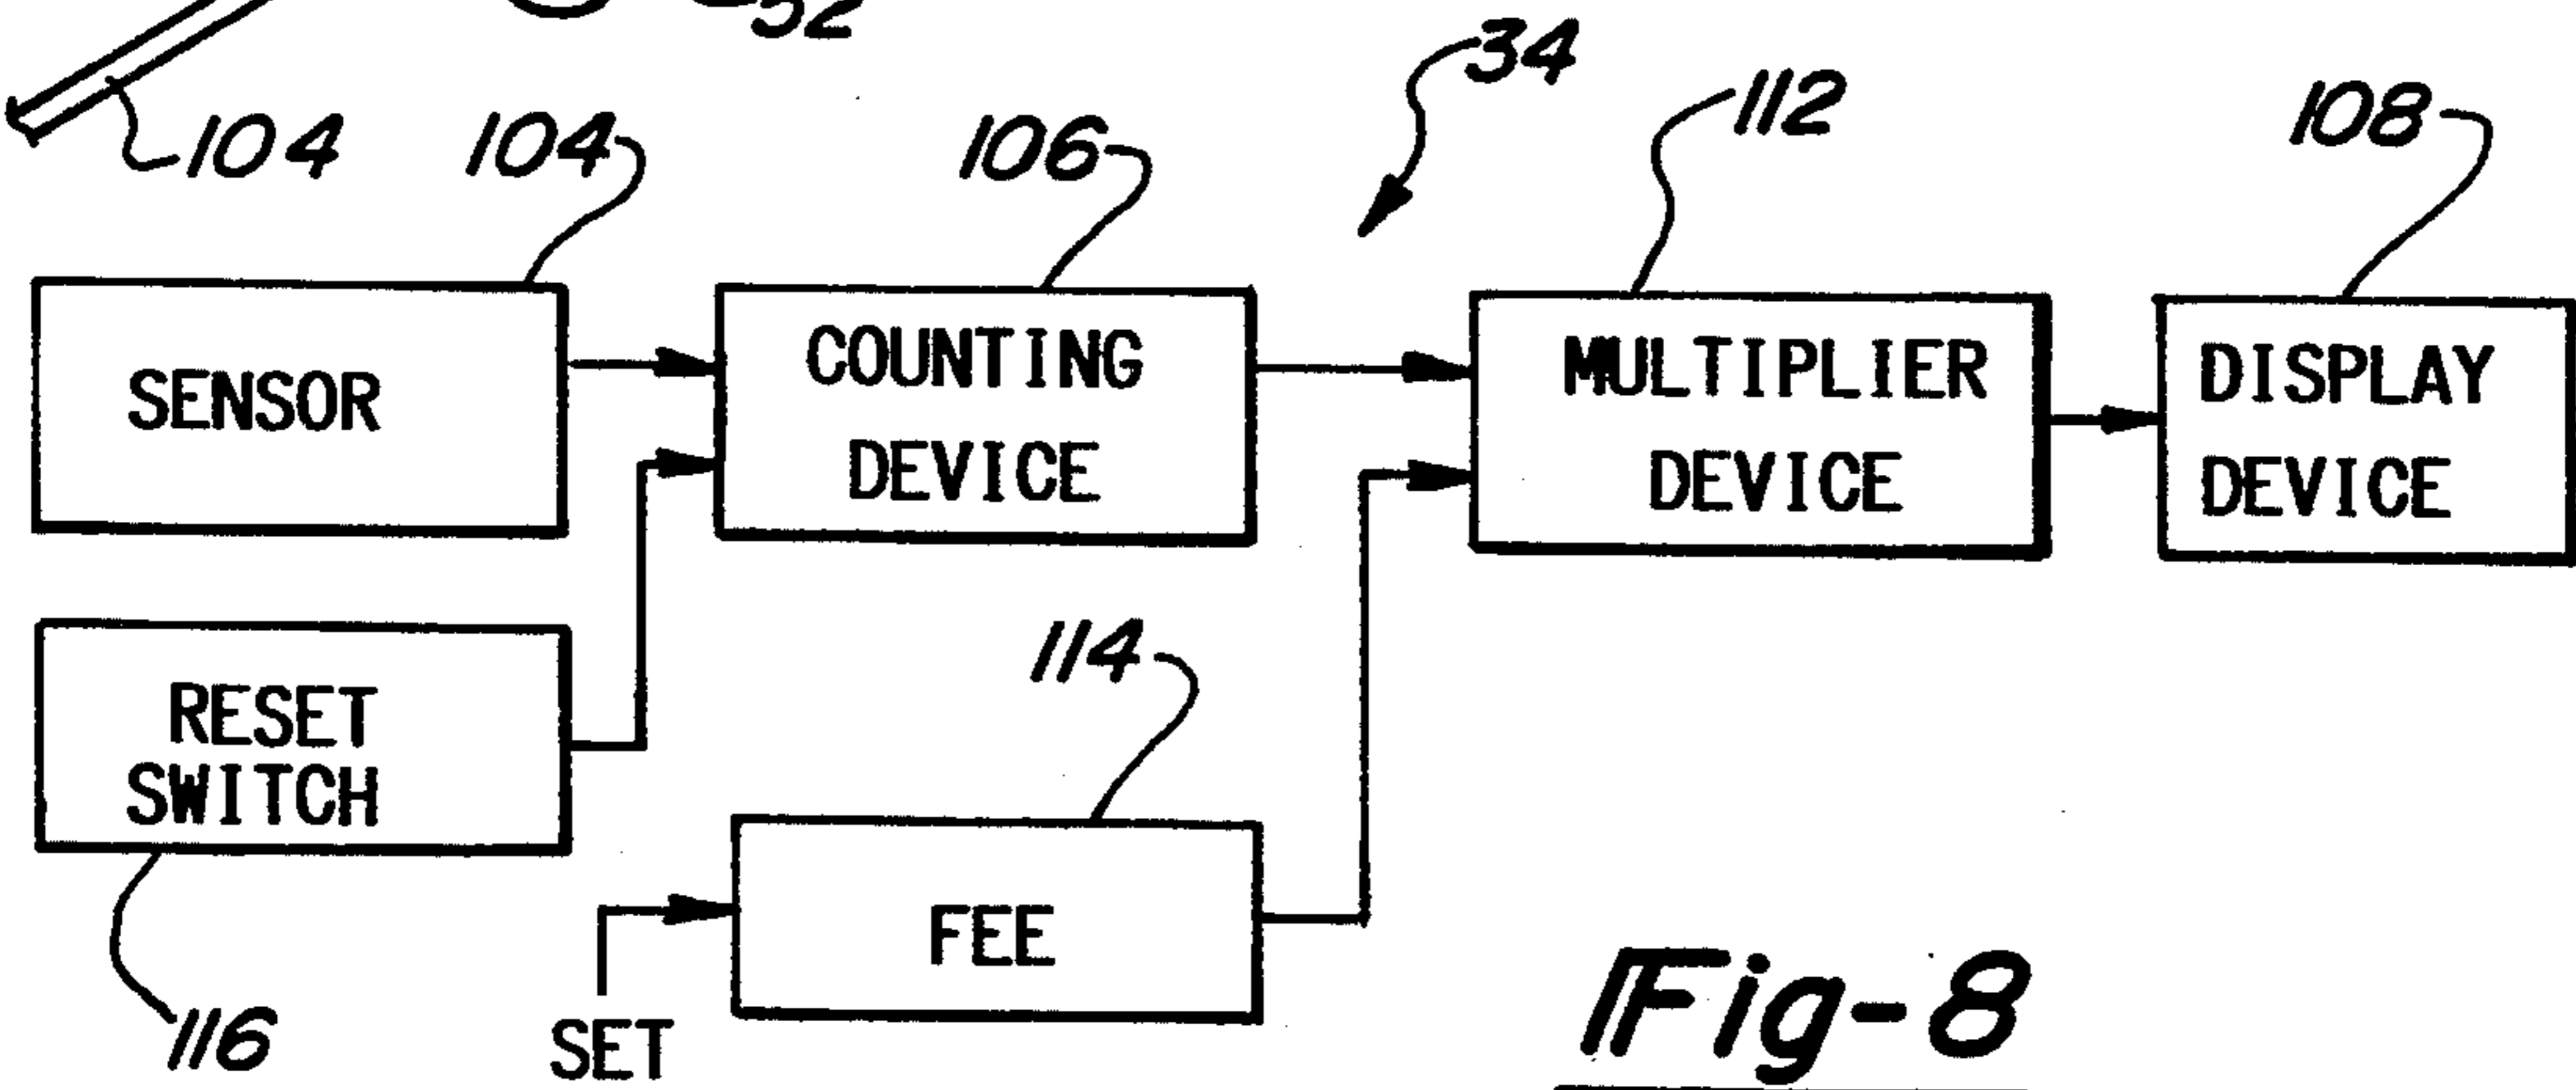 34
112
108
104
104
106
SENSOR
COUNTING
DEVICE
MULTIPLIER
DEVICE
DISPLAY
DEVICE
RESET
SWITCH
114
FEE
116
SET
Fig-8